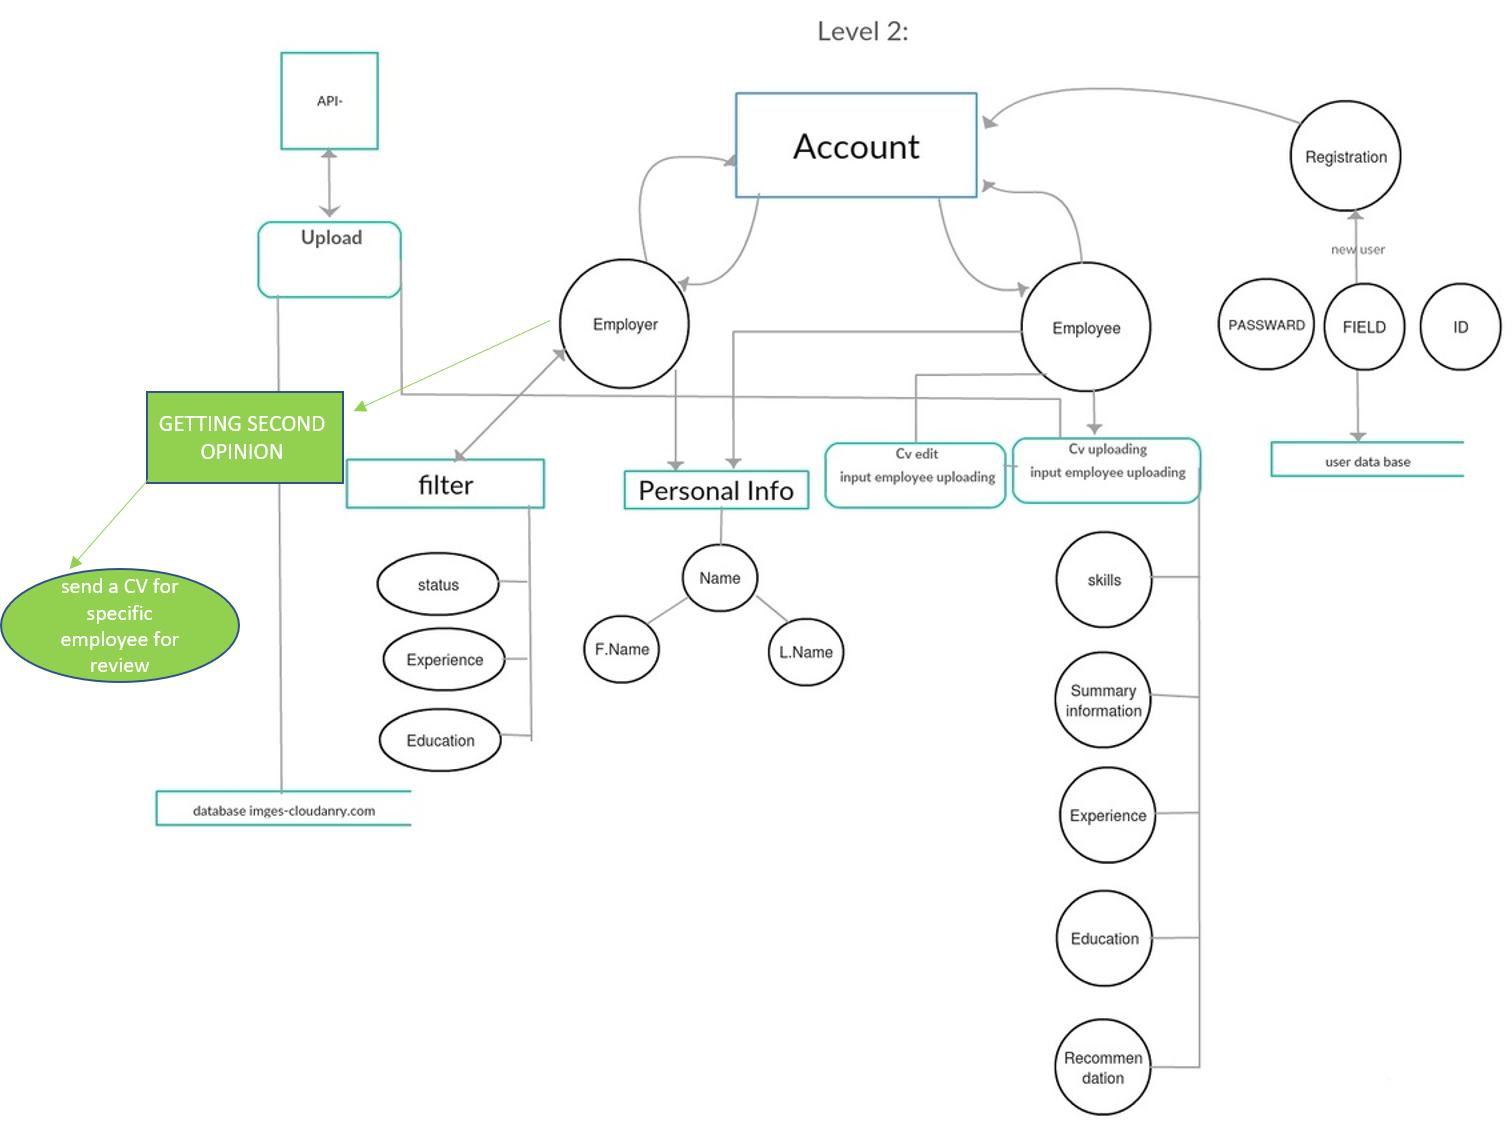 Level 2:
API-
Account
Registration
Upload
new user
Employer
Employee
PASSWARD
FIELD
ID
GETTING SECOND
OPINION
filter
Personal Info
Cv edit
input employee uploading
Cv uploading
input employee uploading
user data base
send a CV for
specific
employee for
review
status
Experience
Education
Name
F.Name
L.Name
skills
Summary
information
Experience
Education
Recommen
dation
database imges-cloudanry.com